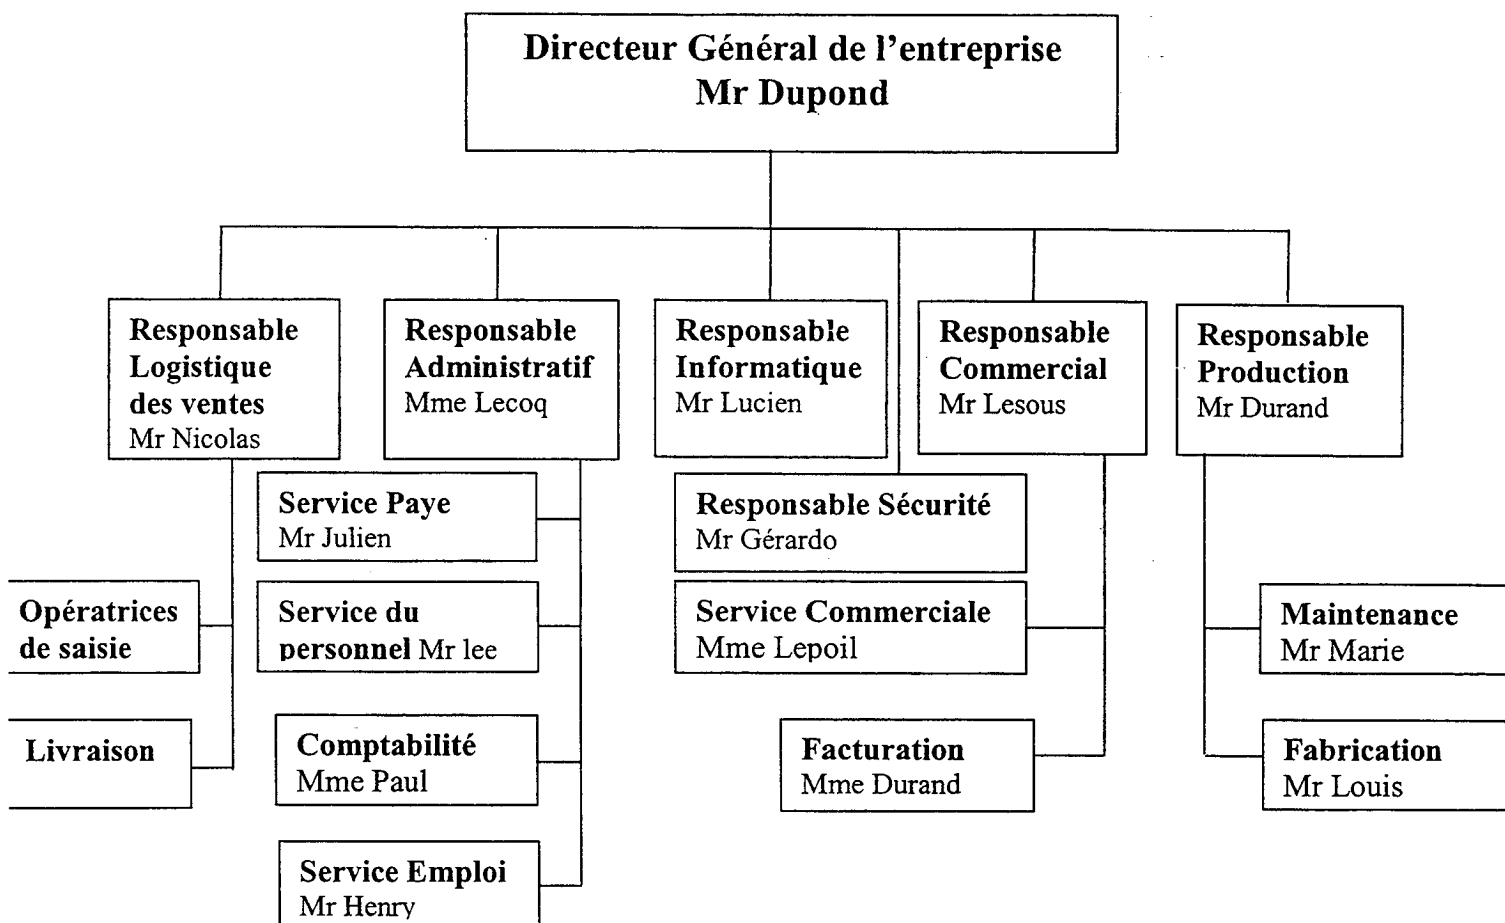 Directeur Général de l'entreprise
Mr Dupond
Responsable
Logistique
des ventes
Mr Nicolas
Responsable
Administratif
Mme Lecoq
Responsable
Informatique
Mr Lucien
Responsable
Commercial
Mr Lesous
Responsable
Production
Mr Durand
Service Paye
Mr Julien
Responsable Sécurité
Mr Gérardo
Opératrices
de saisie
Service du
personnel Mr lee
Service Commerciale
Mme Lepoil
Maintenance
Mr Marie
Livraison
Comptabilité
Mme Paul
Facturation
Mme Durand
Fabrication
Mr Louis
Service Emploi
Mr Henry